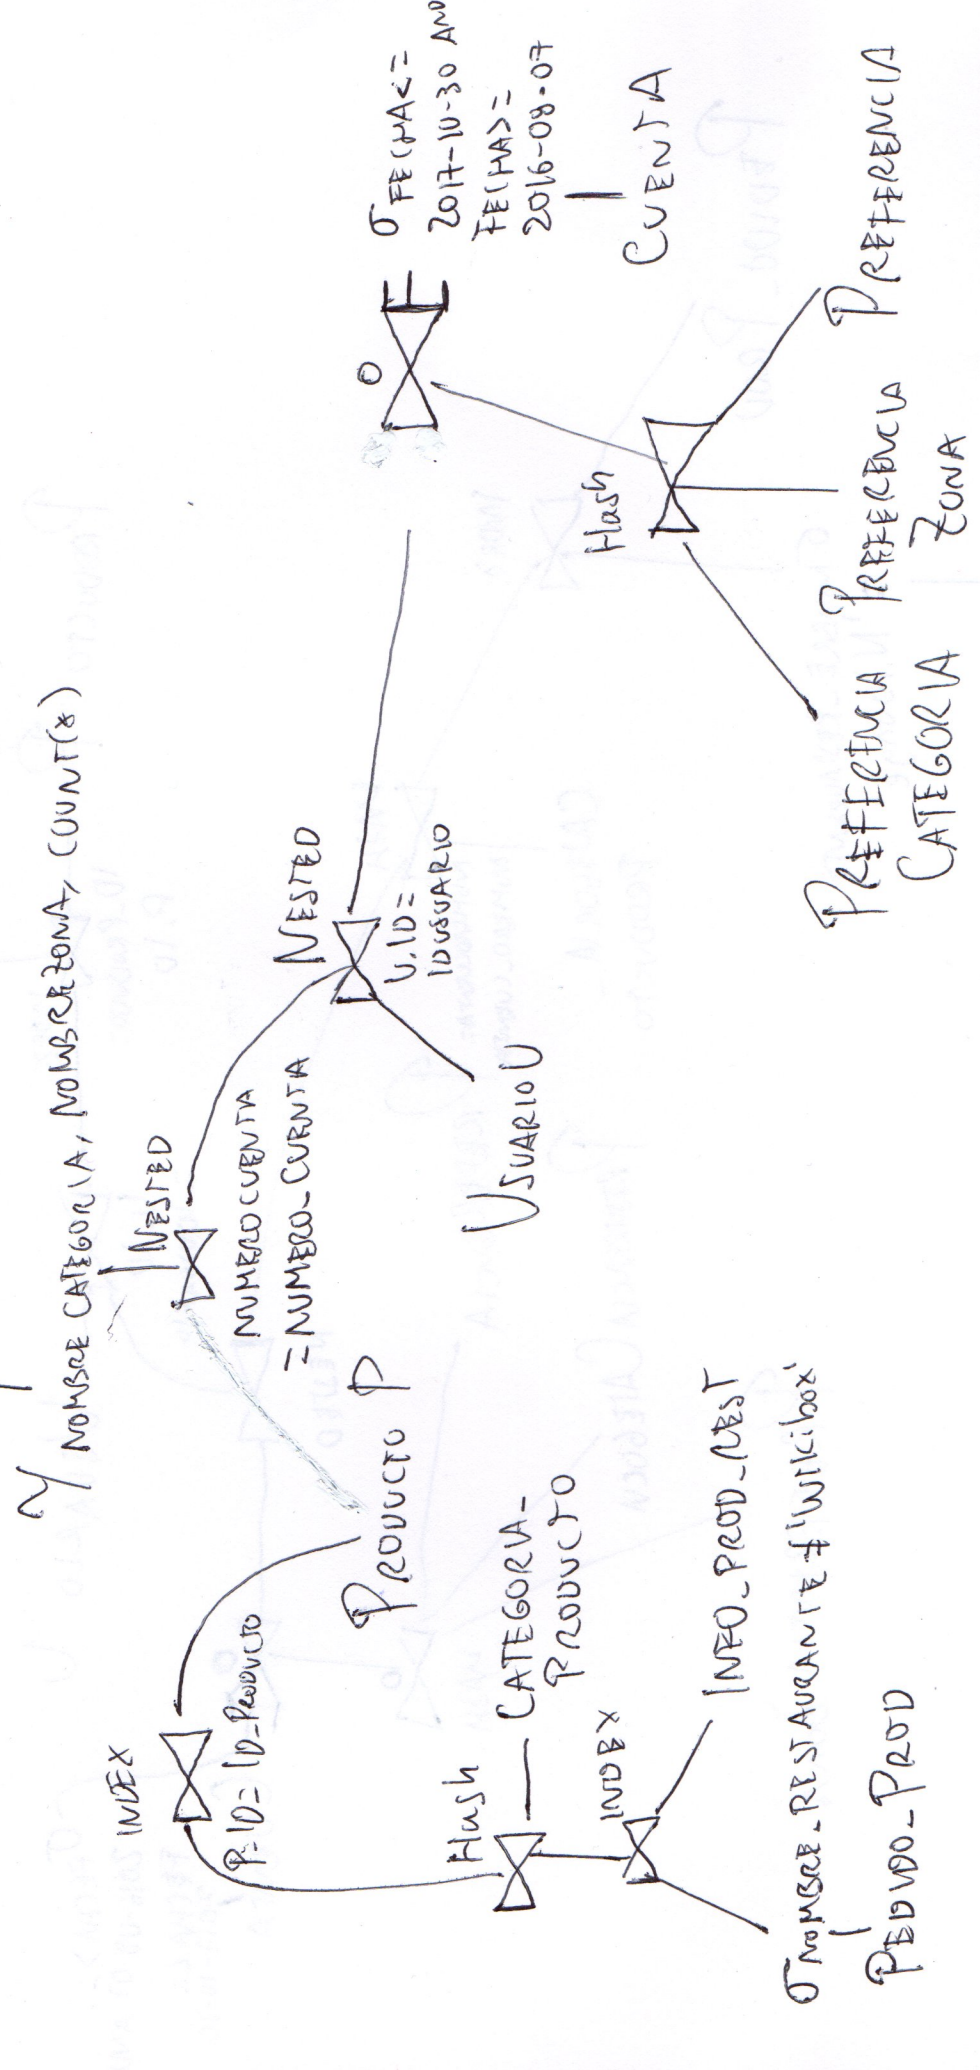 γ NOMBRE CATEGORIA, NOMBREZONA, COUNT(*)
NESTED
NUMEROCUENTA
=NUMERO_CUENTA
NESTED
U.ID=
IDUSUARIO
USUARIO U
O
σ FECHA<=
2017-10-30 AND
FECHA>=
2016-08-07
CUENTA
Hash
PREFERENCIA
CATEGORIA
PREFERENCIA
ZONA
PREFERENCIA
INDEX
P.ID= ID_PRODUCTO
PRODUCTO P
Hash
CATEGORIA_
PRODUCTO
INDEX
INFO_PROD_REST
σ NOMBRE_RESTAURANTE ≠ 'Wikibox'
PEDIDO_PROD